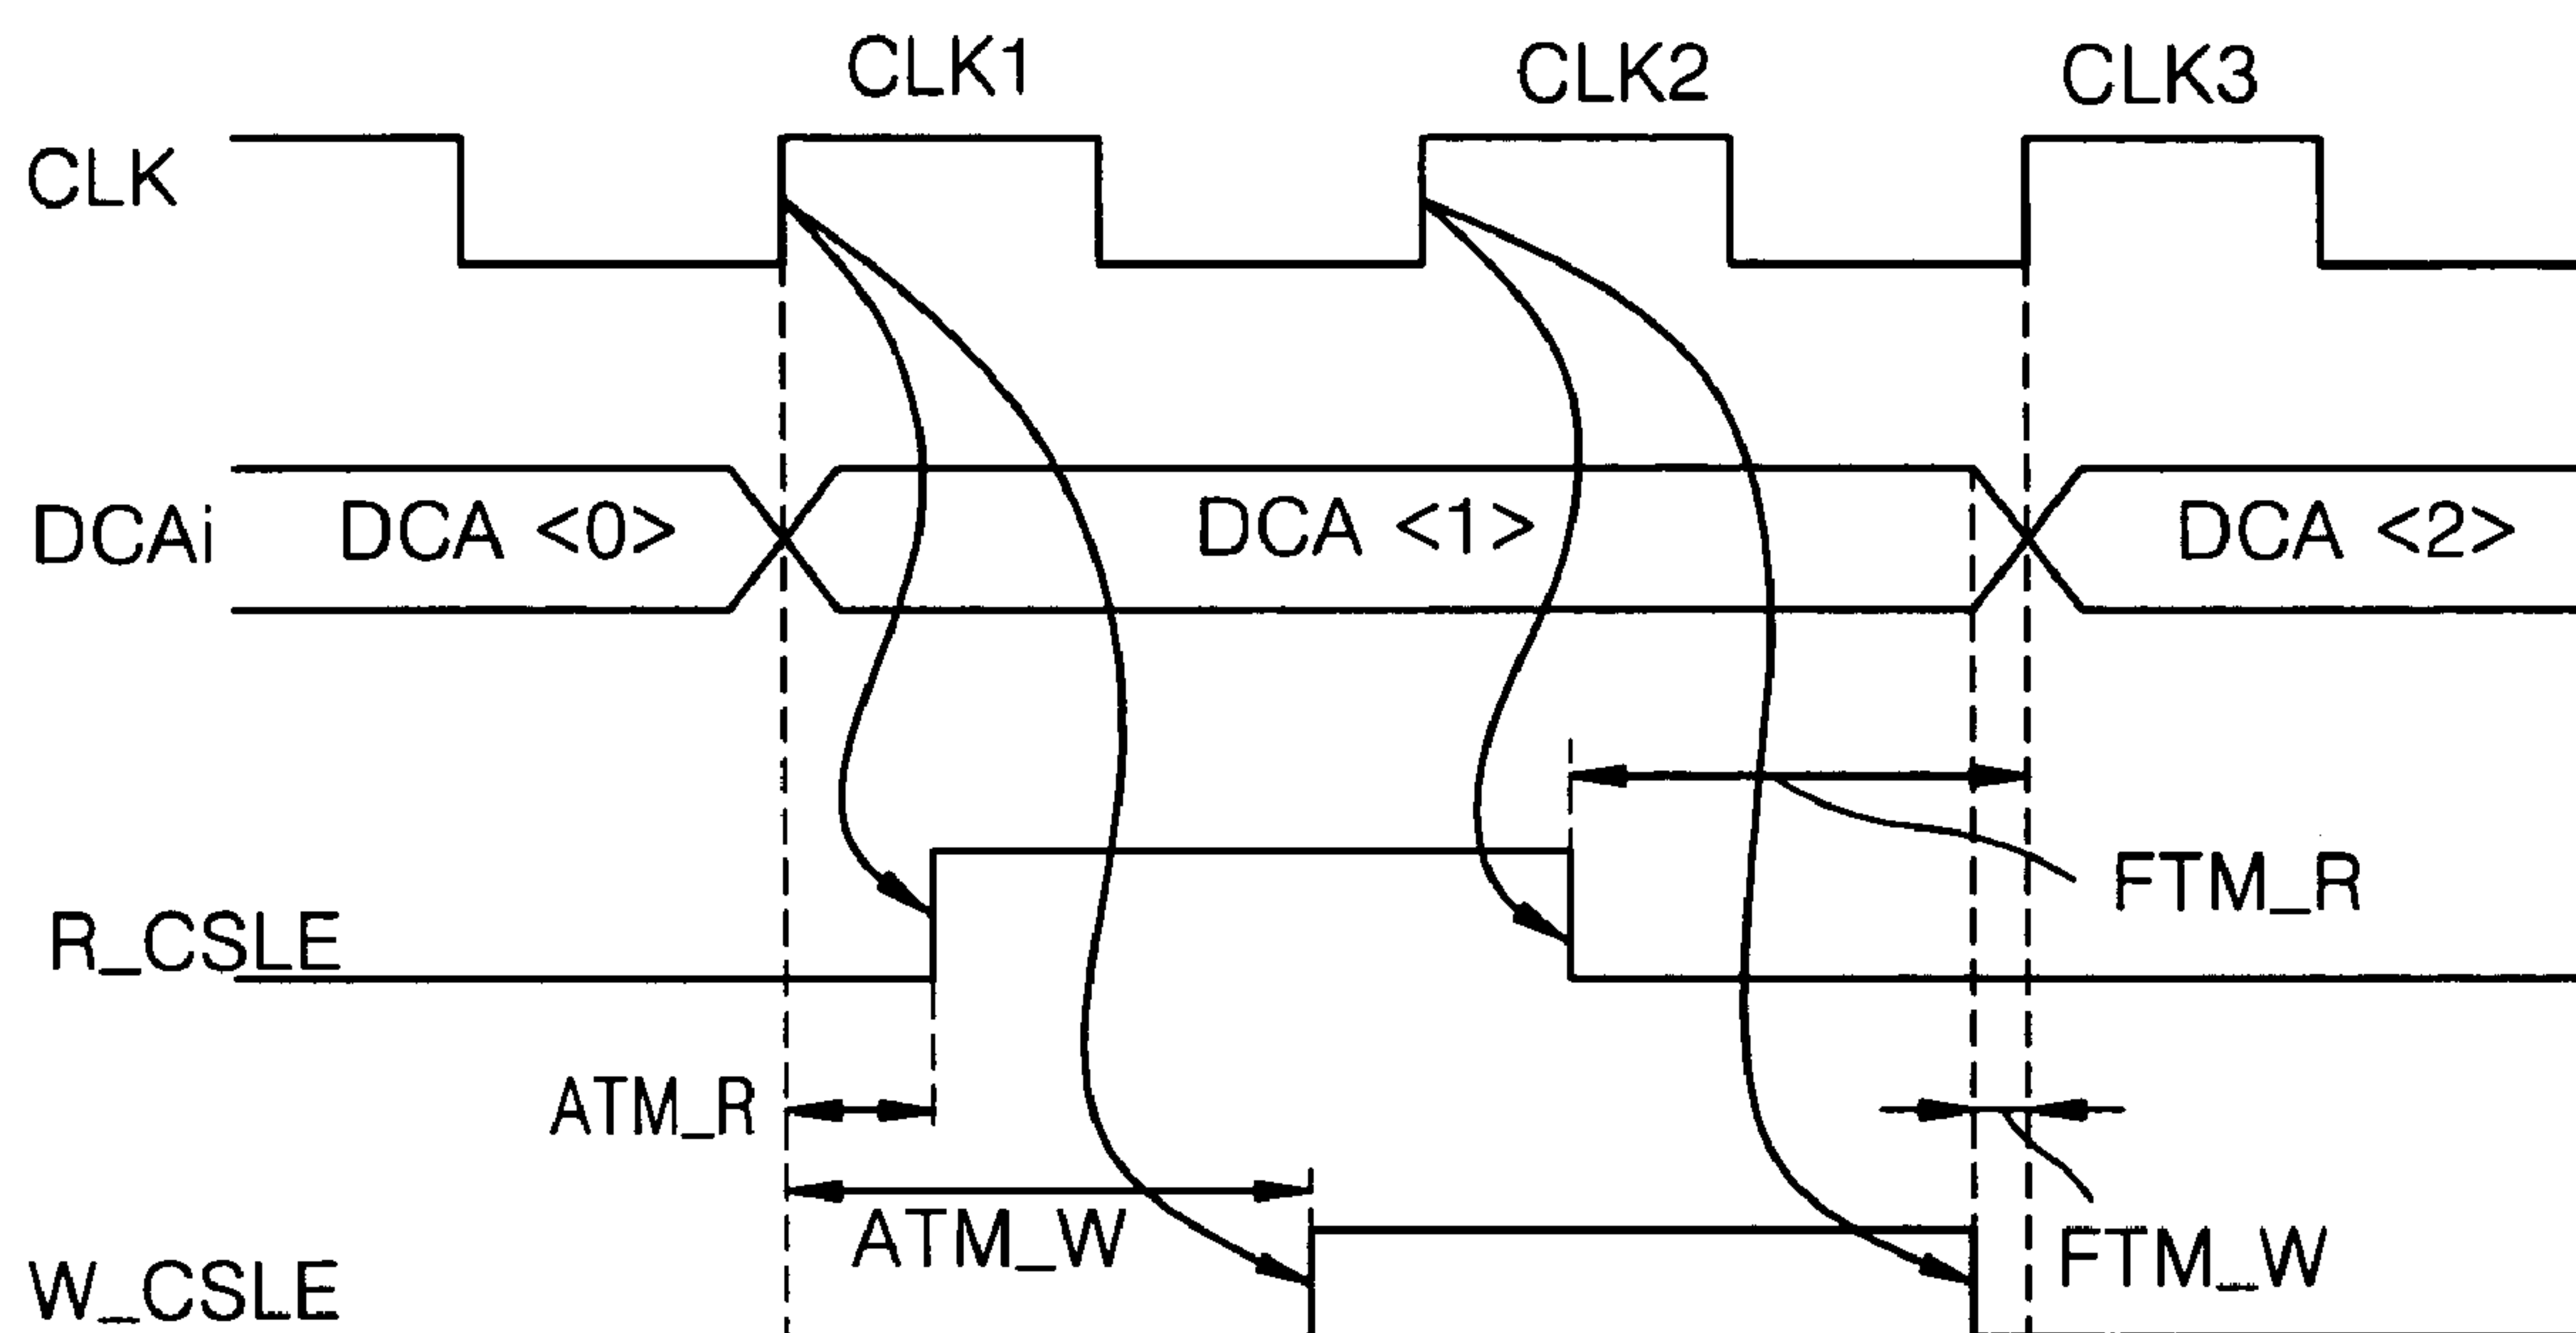 CLK1 CLK2 CLK3
CLK
DCAi DCA <0> DCA <1> DCA <2>
FTM_R
R_CSLE
ATM_R
ATM_W
FTM_W
W_CSLE